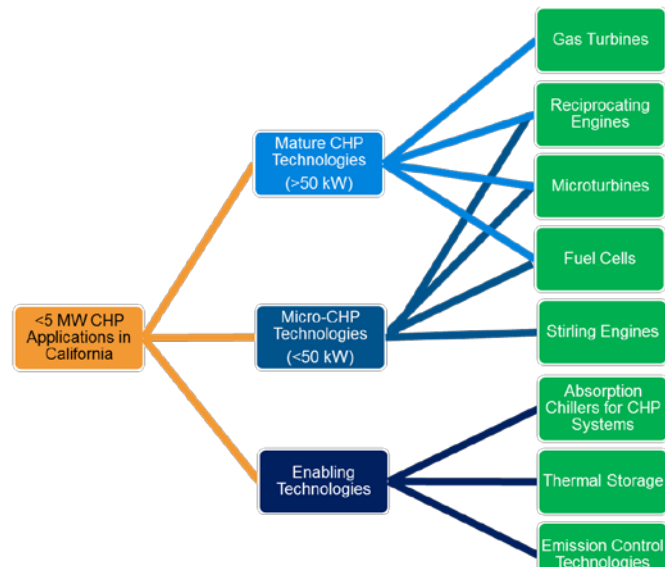 Gas Turbines
Reciprocating
Engines
Mature CHP
Technologies
(>50 kW)
Microturbines
Fuel Cells
<5 MW CHP
Applications in
California
Micro-CHP
Technologies
(<50 kW)
Stirling Engines
Absorption
Chillers for CHP
Systems
Enabling
Technologies
Thermal Storage
Emission Control
Technologies